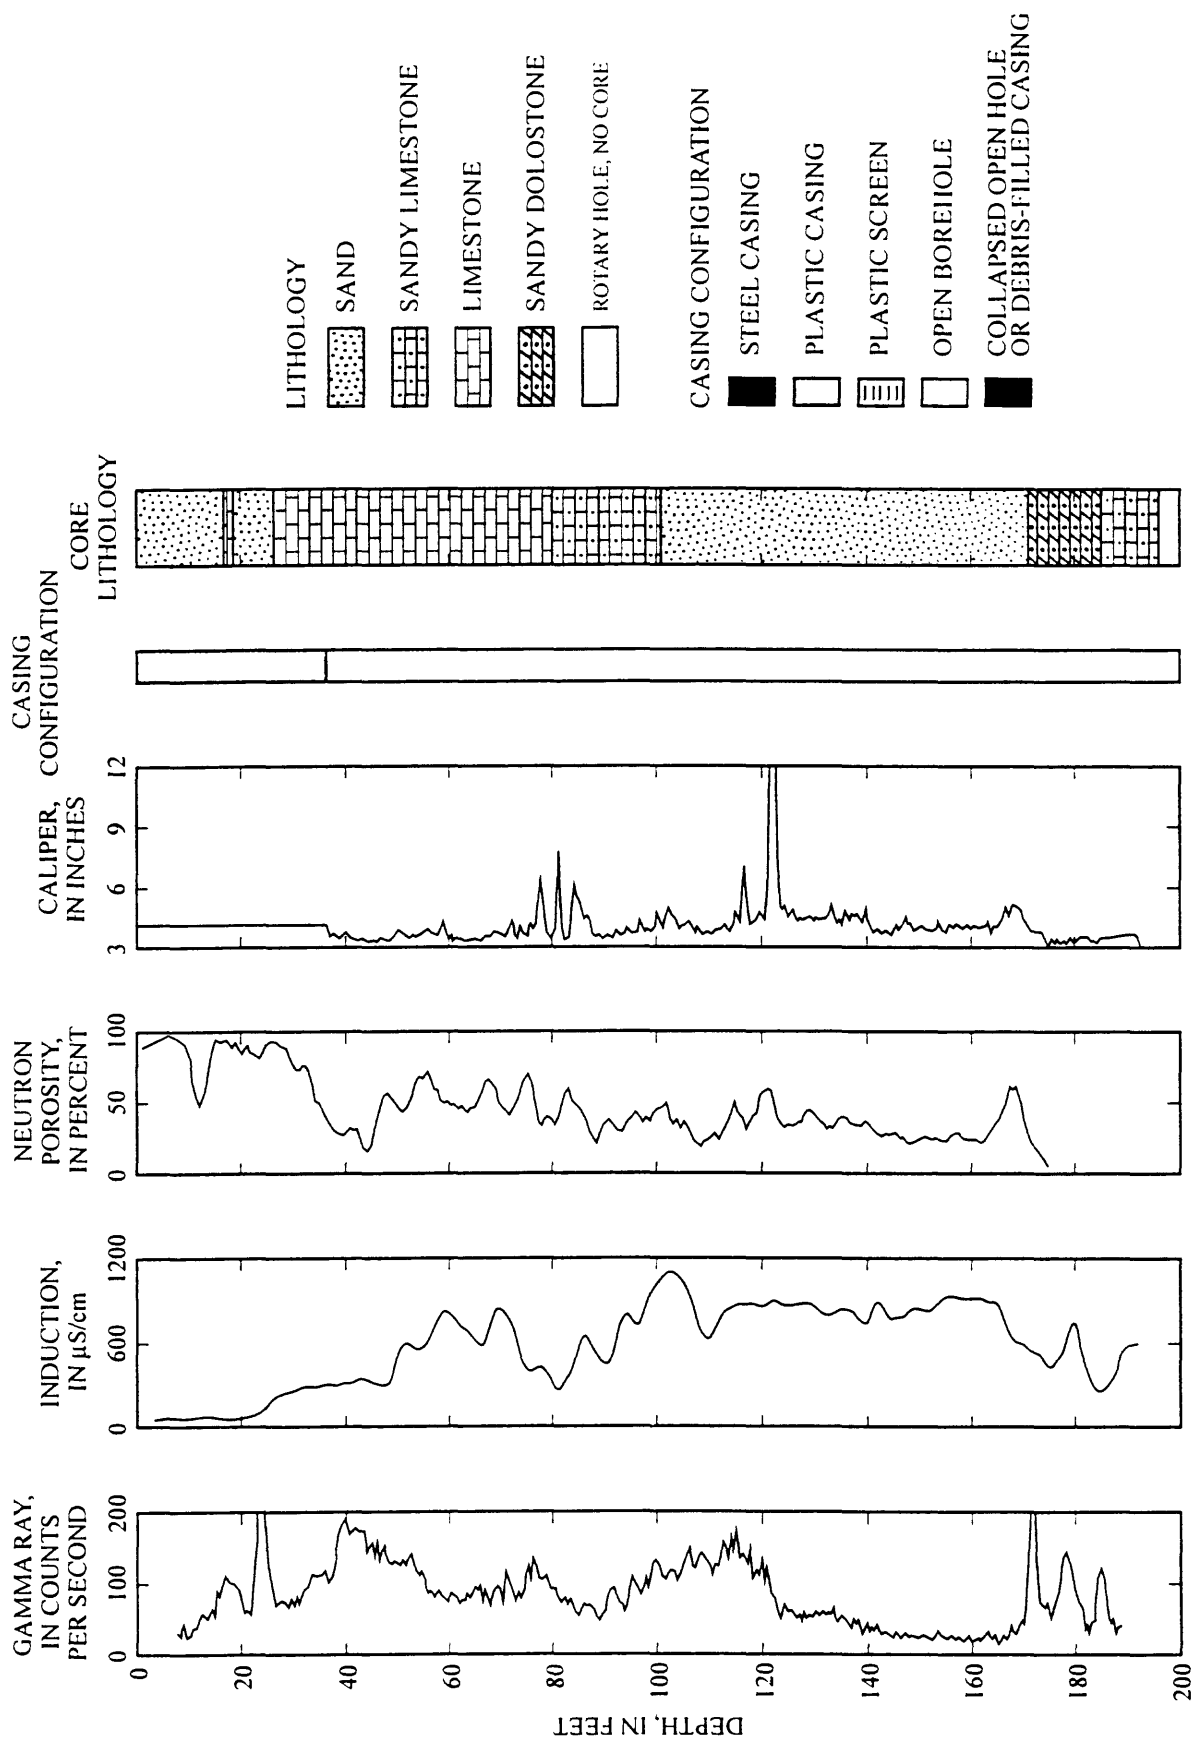 GAMMA RAY,
IN COUNTS
PER SECOND
0 100 200
INDUCTION,
IN µS/cm
0 600 1200
NEUTRON
POROSITY,
IN PERCENT
0 50 100
CALIPER,
IN INCHES
3 6 9 12
CASING
CONFIGURATION
CORE
LITHOLOGY
DEPTH, IN FEET
0
20
40
60
80
100
120
140
160
180
200
LITHOLOGY
SAND
SANDY LIMESTONE
LIMESTONE
SANDY DOLOSTONE
ROTARY HOLE, NO CORE
CASING CONFIGURATION
STEEL CASING
PLASTIC CASING
PLASTIC SCREEN
OPEN BOREHOLE
COLLAPSED OPEN HOLE
OR DEBRIS-FILLED CASING